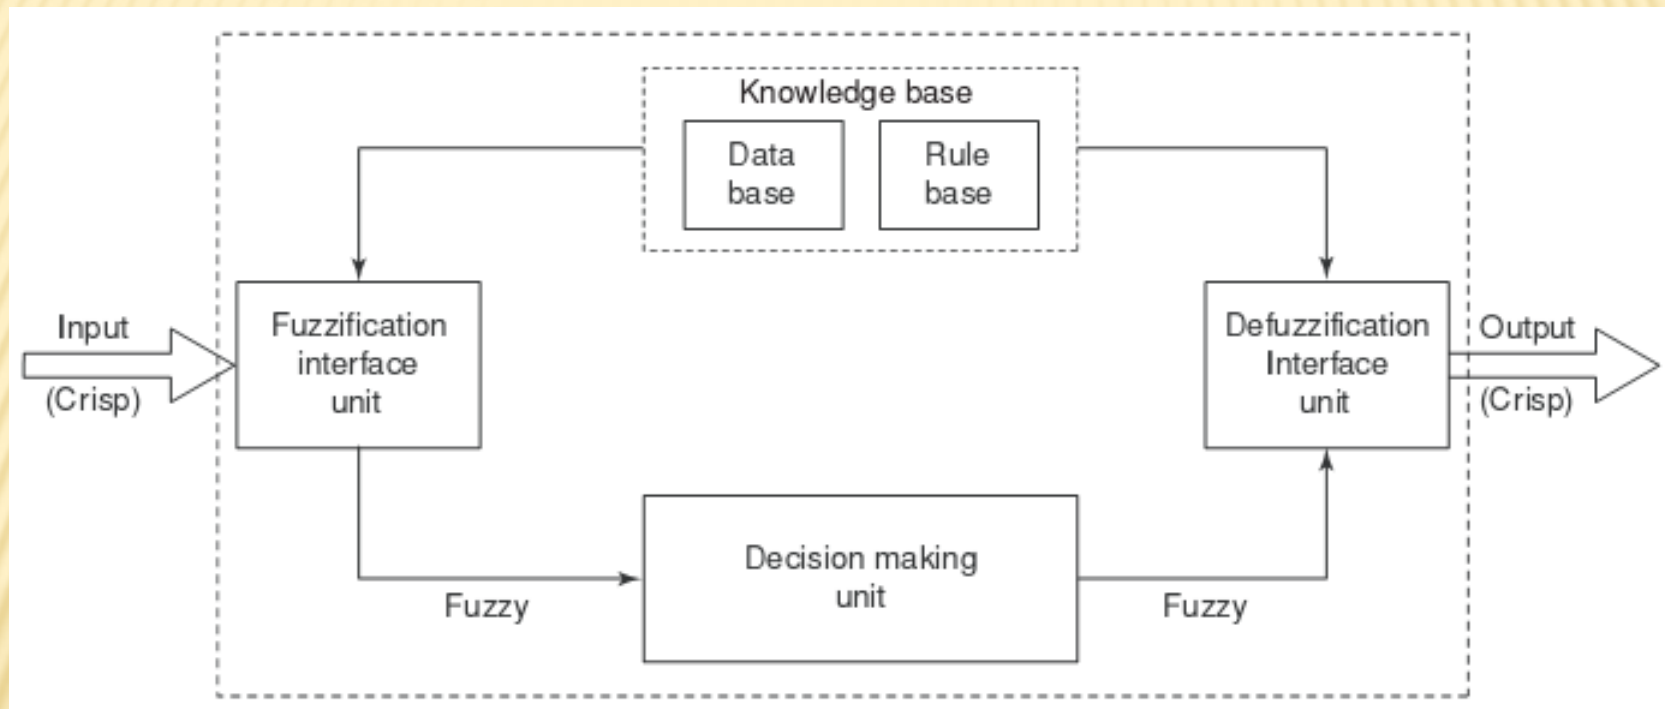 Knowledge base
Data
base
Rule
base
Input
(Crisp)
Fuzzification
interface
unit
Defuzzification
Interface
unit
Output
(Crisp)
Decision making
unit
Fuzzy
Fuzzy